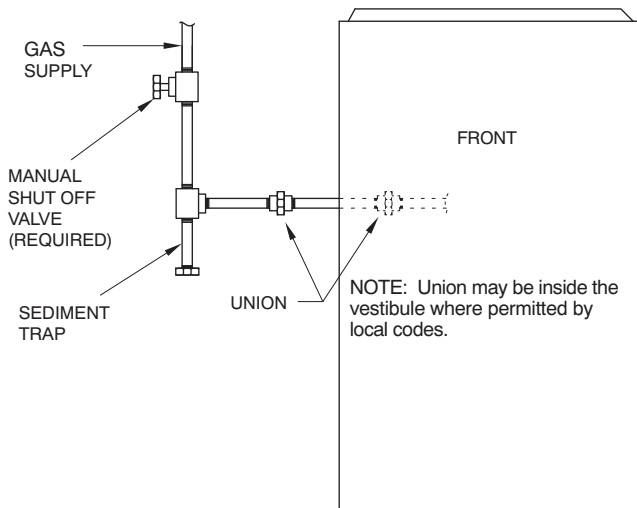 GAS
SUPPLY
FRONT
MANUAL
SHUT OFF
VALVE
(REQUIRED)
SEDIMENT
TRAP
UNION
NOTE: Union may be inside the
vestibule where permitted by
local codes.